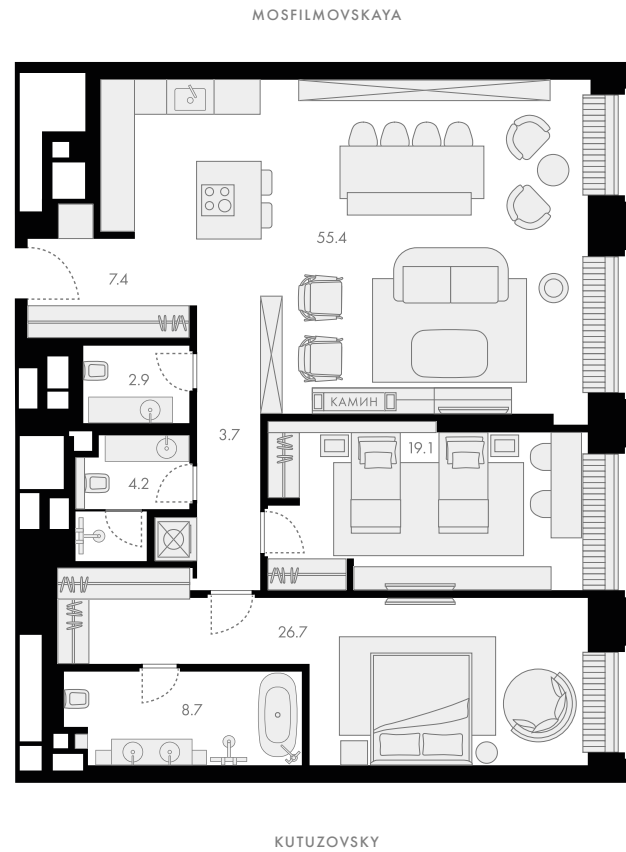 MOSFILMOVSKAYA
55.4
7.4
2.9
КАМИН
3.7
19.1
4.2
26.7
8.7
KUTUZOVSKY